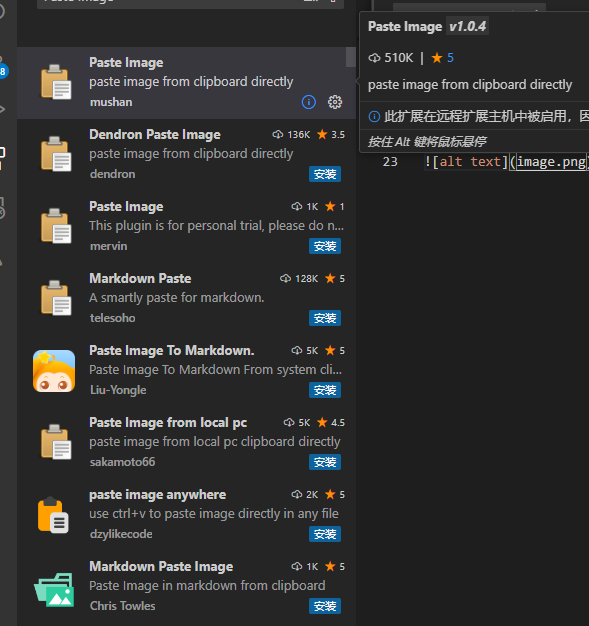 Paste Image
paste image from clipboard directly
mushan
Dendron Paste Image 136K ★ 3.5
paste image from clipboard directly
dendron 安装
Paste Image 1K ★ 1
This plugin is for personal trial, please do n...
mervin 安装
Markdown Paste 128K ★ 5
A smartly paste for markdown.
telesoho 安装
Paste Image To Markdown. 5K ★ 5
Paste Image To Markdown From system cli...
Liu-Yongle 安装
Paste Image from local pc 5K ★ 4.5
paste image from local pc clipboard directly
sakamoto66 安装
paste image anywhere 2K ★ 5
use ctrl+v to paste image directly in any file
dzylikecode 安装
Markdown Paste Image 1K ★ 5
Paste Image in markdown from clipboard
Chris Towles 安装
8
Paste Image v1.0.4
510K | ★ 5
paste image from clipboard directly
此扩展在远程扩展主机中被启用，因
按住 Alt 键将鼠标悬停
23 ![alt text](image.png